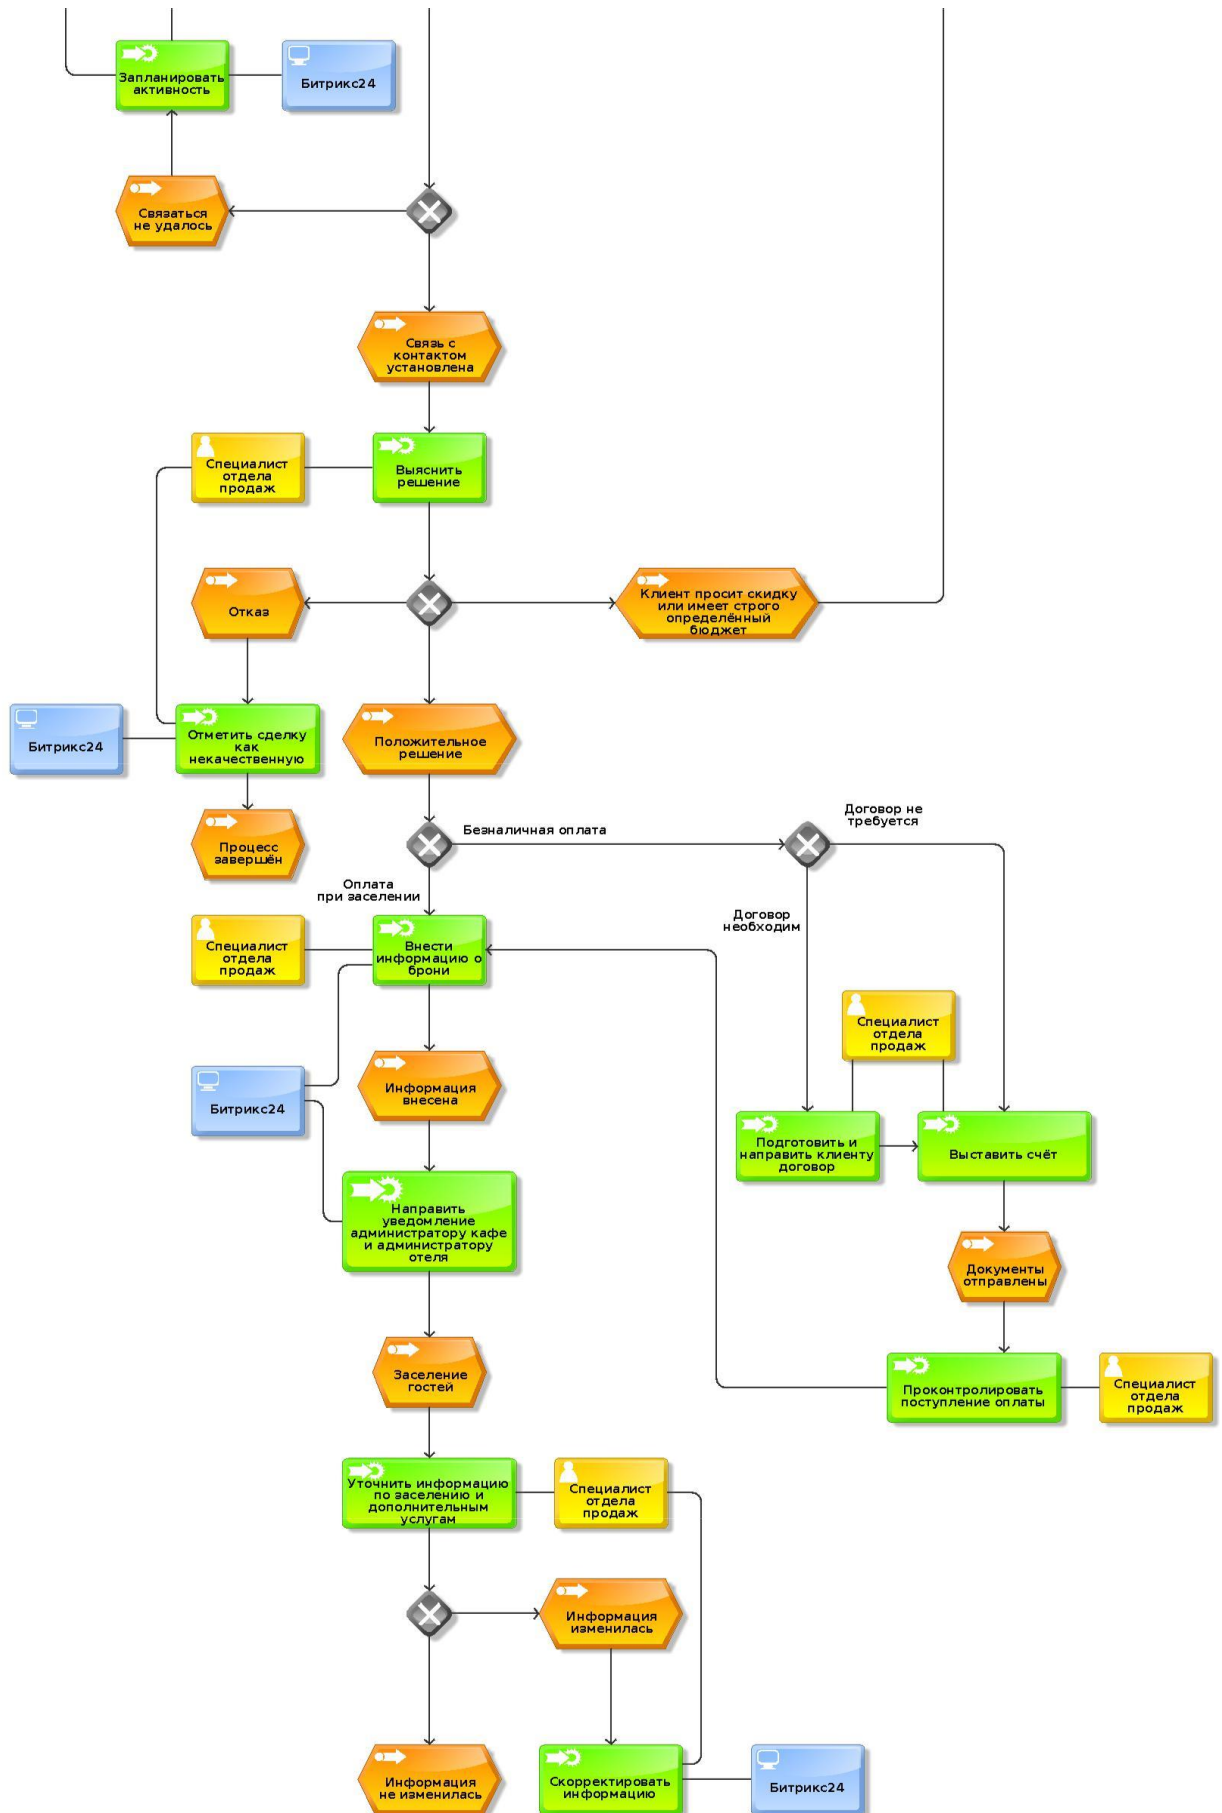 Запланировать
активность
Битрикс24
Связаться
не удалось
Связь с
контактом
установлена
Специалист
отдела
продаж
Выяснить
решение
Отказ
Клиент просит скидку
или имеет строго
определённый
бюджет
Битрикс24
Отметить сделку
как
некачественную
Положительное
решение
Процесс
завершён
Безналичная оплата
Договор не
требуется
Оплата
при заселении
Договор
необходим
Специалист
отдела
продаж
Внести
информацию о
брони
Специалист
отдела
продаж
Битрикс24
Информация
внесена
Подготовить и
направить клиенту
договор
Выставить счёт
Направить
уведомление
администратору кафе
и администратору
отеля
Документы
отправлены
Заселение
гостей
Проконтролировать
поступление оплаты
Специалист
отдела
продаж
Уточнить информацию
по заселению и
дополнительным
услугам
Специалист
отдела
продаж
Информация
изменилась
Информация
не изменилась
Скорректировать
информацию
Битрикс24